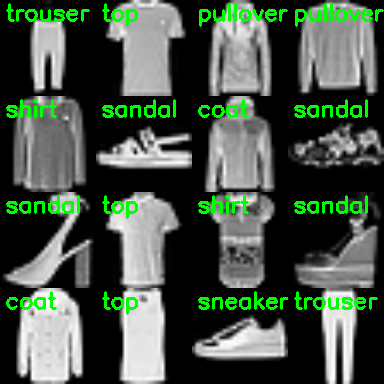 trouser top pullover pullover
shirt sandal coat sandal
sandal top shirt sandal
coat top sneaker trouser